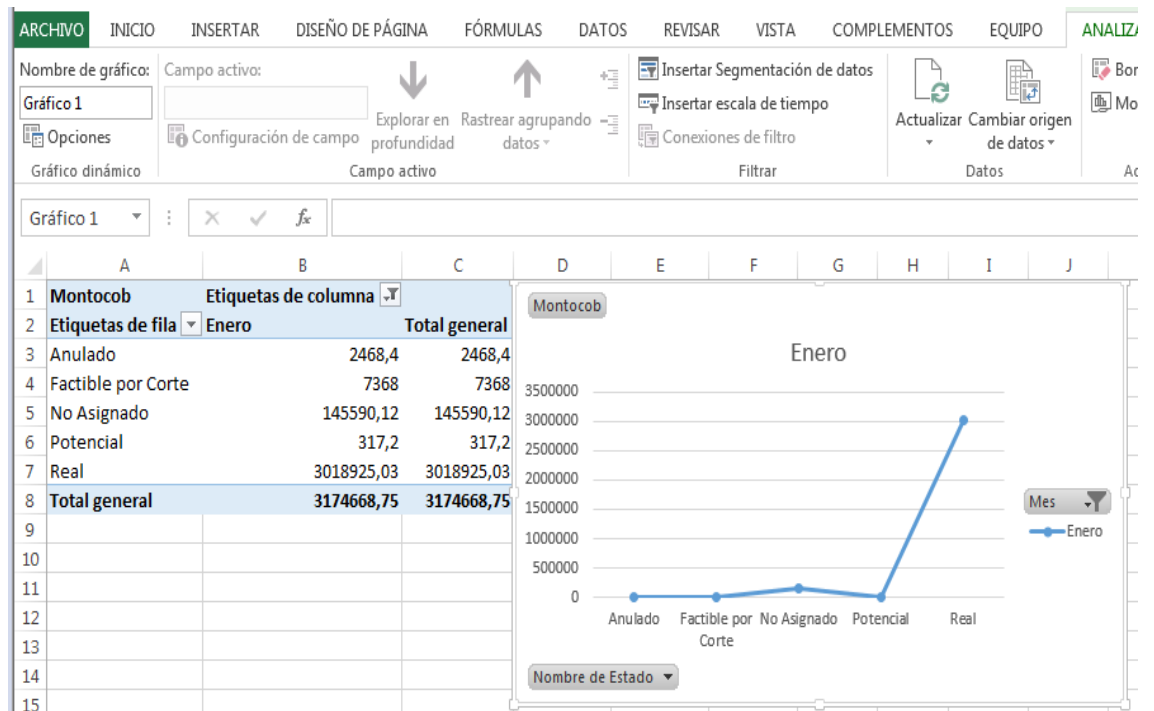 ARCHIVO INICIO INSERTAR DISEÑO DE PÁGINA FÓRMULAS DATOS REVISAR VISTA COMPLEMENTOS EQUIPO ANALIZA
Nombre de gráfico: Campo activo: Insertar Segmentación de datos Bor
Gráfico 1 Insertar escala de tiempo Mo
Explorar en Rastrear agrupando Actualizar Cambiar origen
Opciones Configuración de campo profundidad datos Conexiones de filtro de datos
Gráfico dinámico Campo activo Filtrar Datos Ac
Gráfico 1 fx
A B C D E F G H I J
1 Montocob Etiquetas de columna
2 Etiquetas de fila Enero Total general
3 Anulado 2468,4 2468,4
4 Factible por Corte 7368 7368
5 No Asignado 145590,12 145590,12
6 Potencial 317,2 317,2
7 Real 3018925,03 3018925,03
8 Total general 3174668,75 3174668,75
9
10
11
12
13
14
15
Montocob
Enero
3500000
3000000
2500000
2000000
1500000
1000000
500000
0
Anulado Factible por No Asignado Potencial Real
Corte
Mes
Enero
Nombre de Estado